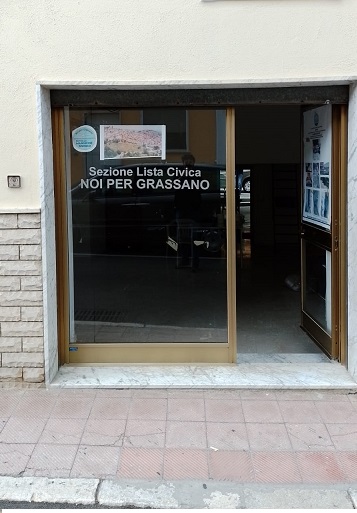 Sezione Lista Civica
NOI PER GRASSANO